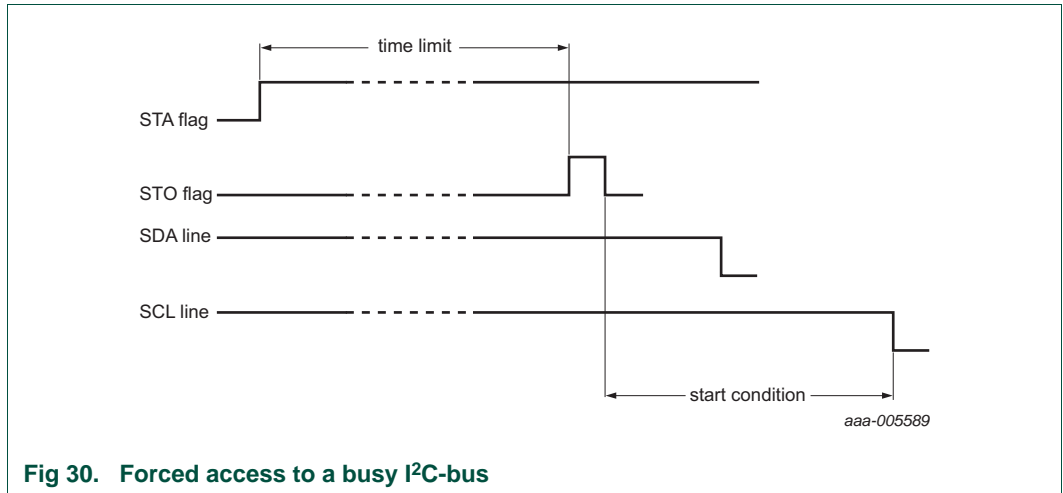 time limit
STA flag
STO flag
SDA line
SCL line
start condition
aaa-005589
Fig 30. Forced access to a busy I²C-bus